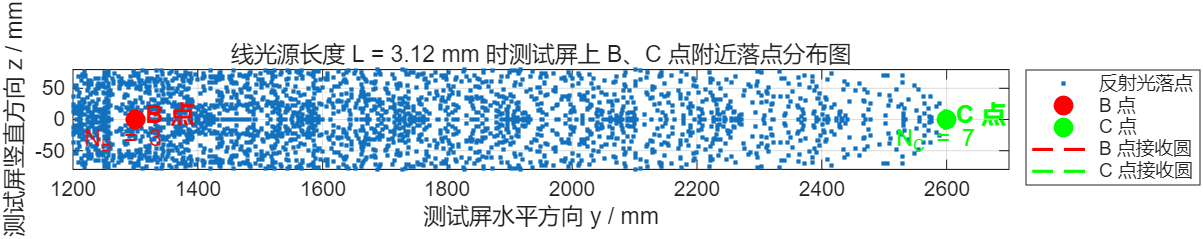 线光源长度 L = 3.12 mm 时测试屏上 B、C 点附近落点分布图
测试屏竖直方向 z / mm
50
0
-50
B 点
N_B = 3
C 点
N_C = 7
1200 1400 1600 1800 2000 2200 2400 2600
测试屏水平方向 y / mm
反射光落点
B 点
C 点
B 点接收圆
C 点接收圆